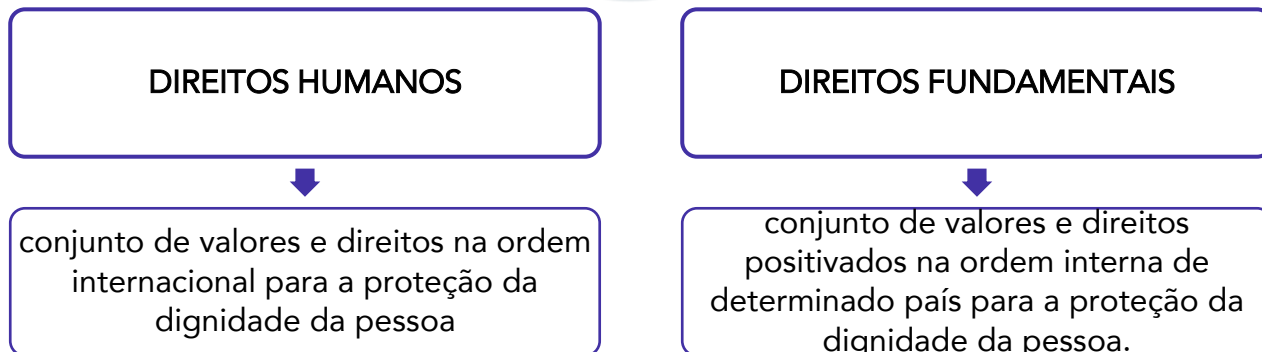 DIREITOS HUMANOS
conjunto de valores e direitos na ordem
internacional para a proteção da
dignidade da pessoa
DIREITOS FUNDAMENTAIS
conjunto de valores e direitos
positivados na ordem interna de
determinado país para a proteção da
dignidade da pessoa.